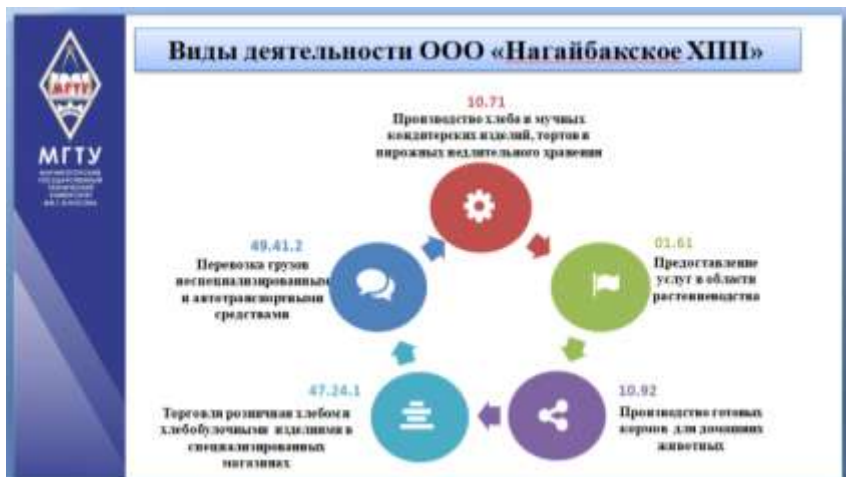 Виды деятельности ООО «Нагайбакское ХПП»
МГТУ
МГТУ
10.71
Производство хлеба и мучных
кондитерских изделий, тортов и
пирожных недлительного хранения
01.61
Предоставление
услуг в области
растениеводства
10.92
Производство готовых
кормов для домашних
животных
47.24.1
Торговля розничная хлебом и
хлебобулочными изделиями в
специализированных
магазинах
49.41.2
Перевозка грузов
неспециализированным
и автотранспортными
средствами